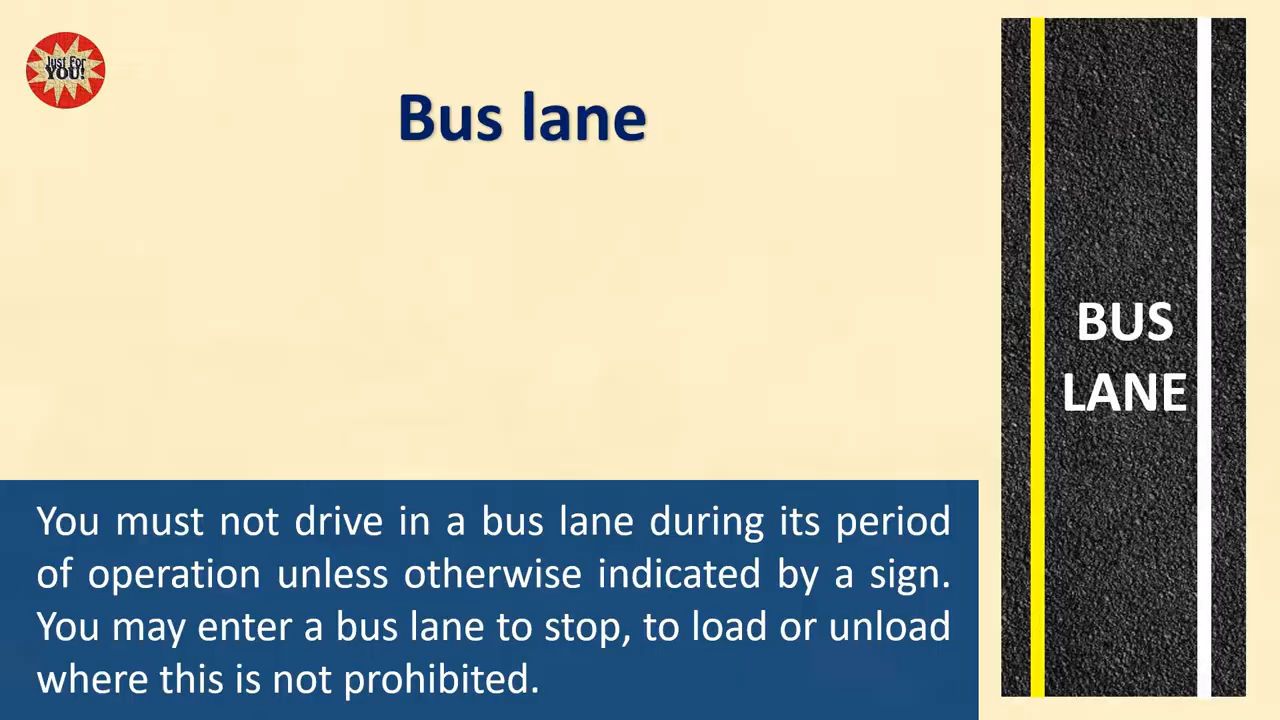 Just For
YOU!
Bus lane
BUS
LANE
You must not drive in a bus lane during its period
of operation unless otherwise indicated by a sign.
You may enter a bus lane to stop, to load or unload
where this is not prohibited.